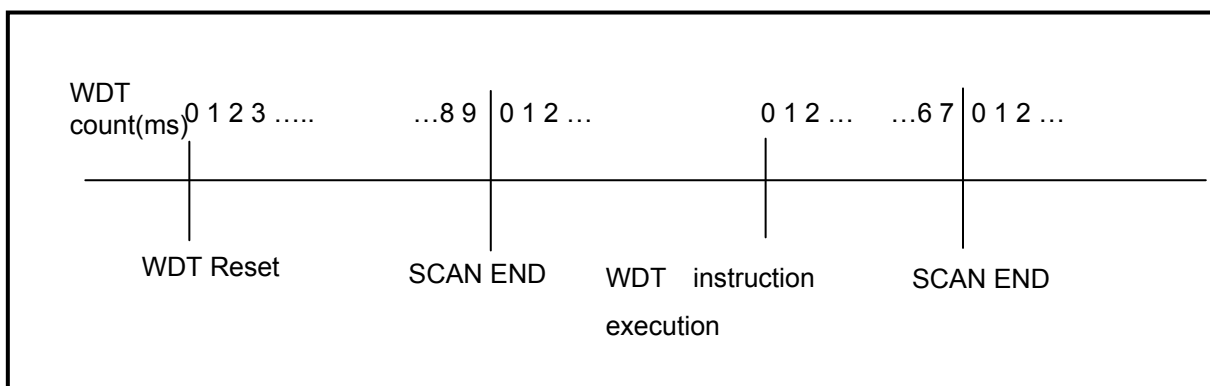 WDT
count(ms) 0 1 2 3 ….. …8 9 0 1 2 … 0 1 2 … …6 7 0 1 2 …
WDT Reset SCAN END WDT instruction SCAN END
execution